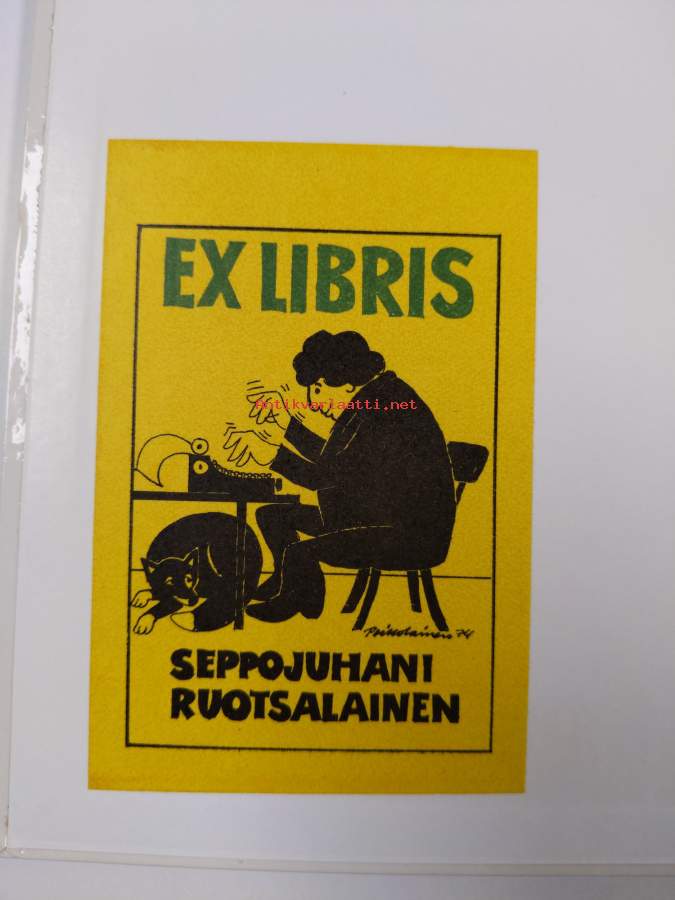 EX LIBRIS
Antikvariaatti.net
SEPPOJUHANI
RUOTSALAINEN